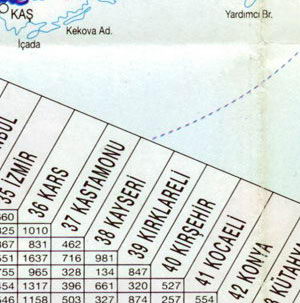 KAŞ
Yardımcı Br.
Kekova Ad.
İçada
35 İZMİR
36 KARS
37 KASTAMONU
38 KAYSERİ
39 KIRKLARELİ
40 KIRŞEHİR
41 KOCAELİ
42 KONYA
1010
831 462
1637 716 981
965 328 134 847
1317 396 661 320 527
1158 503 327 874 257 554